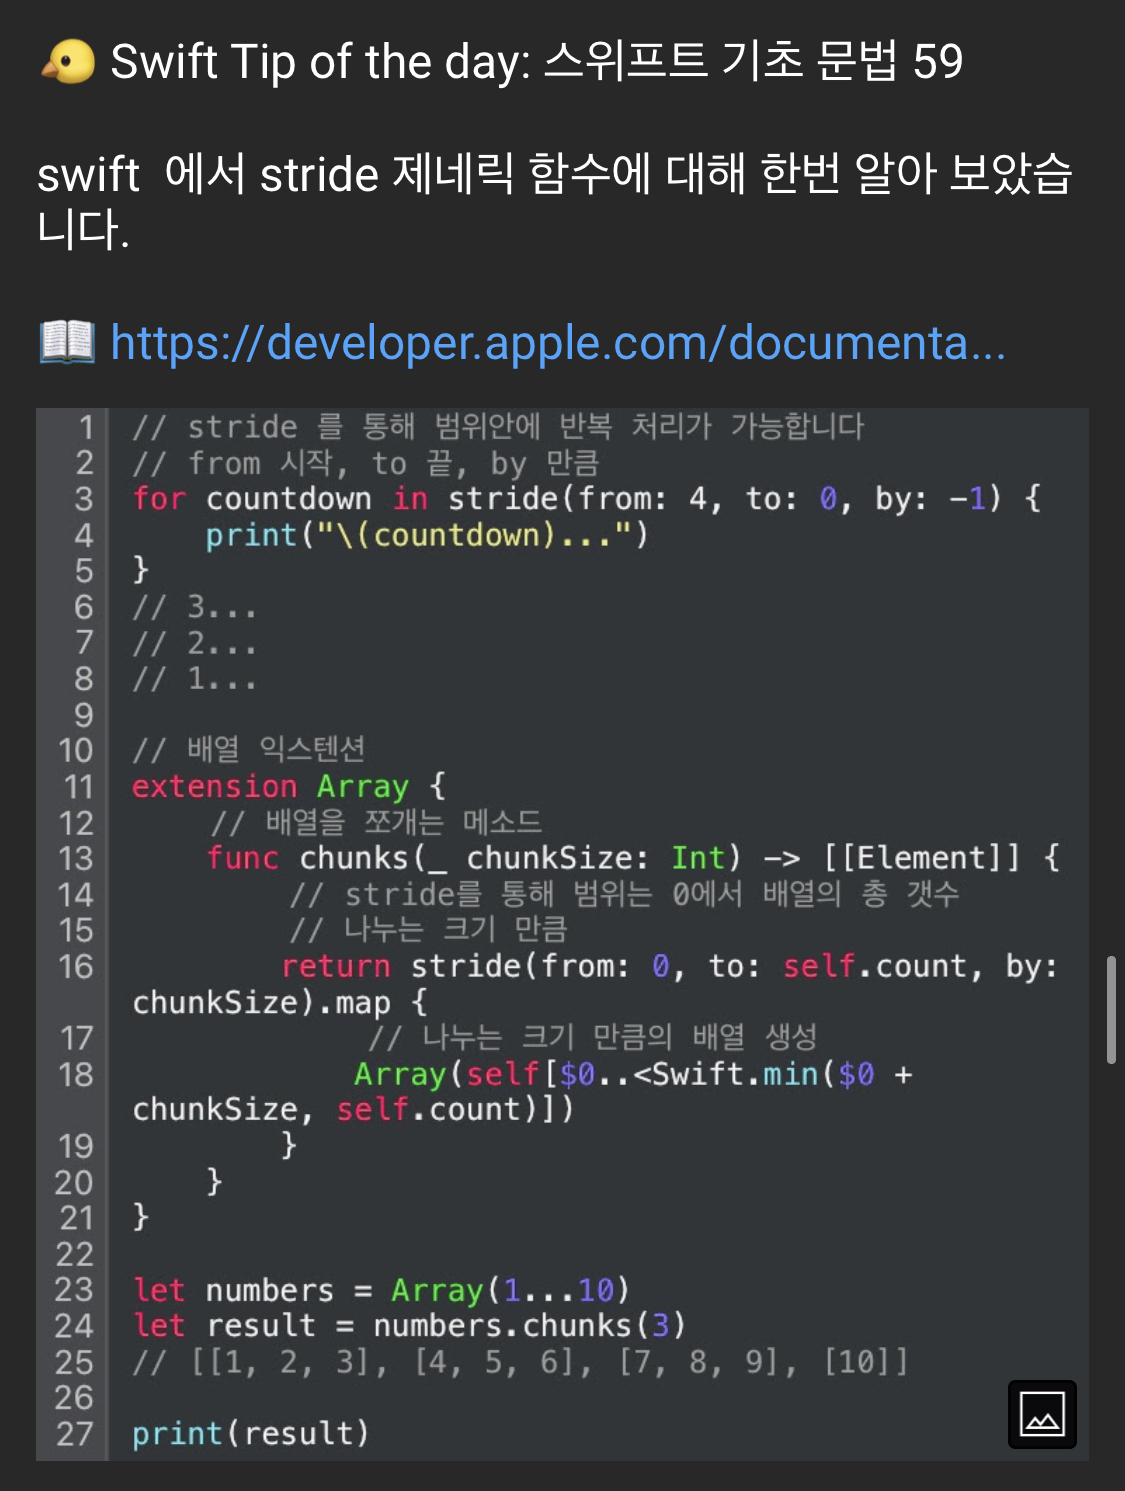 🐤 Swift Tip of the day: 스위프트 기초 문법 59
swift 에서 stride 제네릭 함수에 대해 한번 알아 보았습
니다.
📖 https://developer.apple.com/documenta...
1 // stride 를 통해 범위안에 반복 처리가 가능합니다
2 // from 시작, to 끝, by 만큼
3 for countdown in stride(from: 4, to: 0, by: -1) {
4     print("\(countdown)...")
5 }
6 // 3...
7 // 2...
8 // 1...
9
10 // 배열 익스텐션
11 extension Array {
12     // 배열을 쪼개는 메소드
13     func chunks(_ chunkSize: Int) -> [[Element]] {
14         // stride를 통해 범위는 0에서 배열의 총 갯수
15         // 나누는 크기 만큼
16         return stride(from: 0, to: self.count, by:
chunkSize).map {
17             // 나누는 크기 만큼의 배열 생성
18             Array(self[$0..<Swift.min($0 +
chunkSize, self.count)])
19         }
20     }
21 }
22
23 let numbers = Array(1...10)
24 let result = numbers.chunks(3)
25 // [[1, 2, 3], [4, 5, 6], [7, 8, 9], [10]]
26
27 print(result)